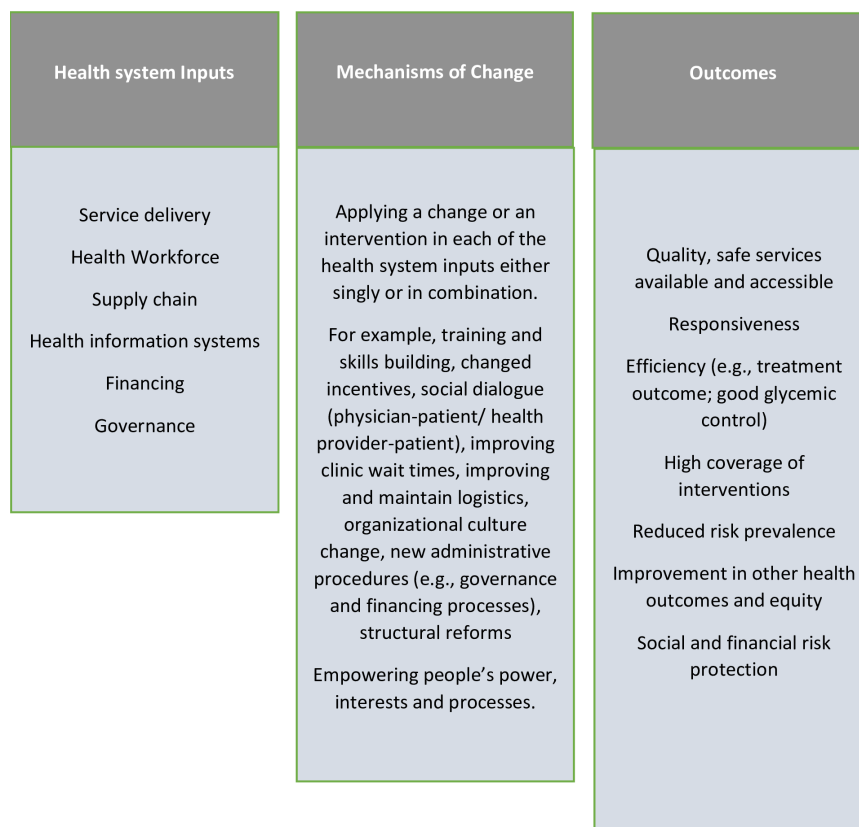 Health system Inputs
Service delivery
Health Workforce
Supply chain
Health information systems
Financing
Governance
Mechanisms of Change
Applying a change or an
intervention in each of the
health system inputs either
singly or in combination.
For example, training and
skills building, changed
incentives, social dialogue
(physician-patient/ health
provider-patient), improving
clinic wait times, improving
and maintain logistics,
organizational culture
change, new administrative
procedures (e.g., governance
and financing processes),
structural reforms
Empowering people’s power,
interests and processes.
Outcomes
Quality, safe services
available and accessible
Responsiveness
Efficiency (e.g., treatment
outcome; good glycemic
control)
High coverage of
interventions
Reduced risk prevalence
Improvement in other health
outcomes and equity
Social and financial risk
protection